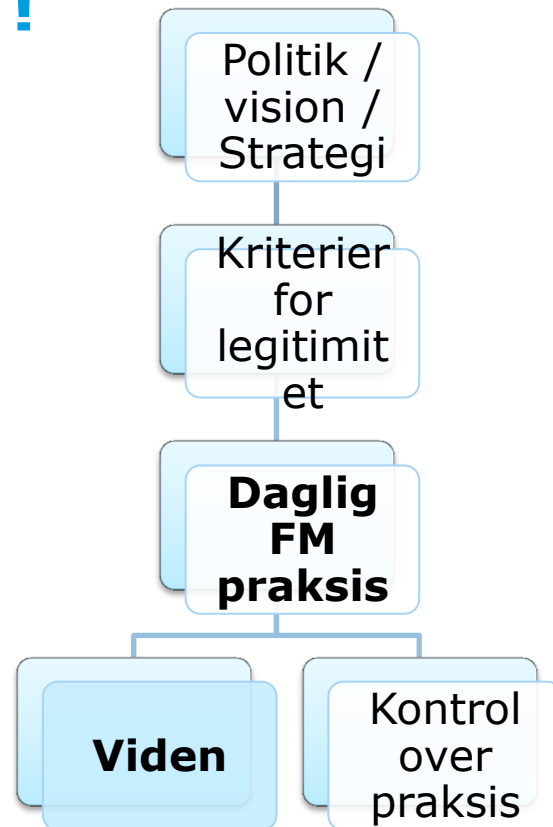 !
Politik /
vision /
Strategi
Kriterier
for
legitimit
et
Daglig
FM
praksis
Viden
Kontrol
over
praksis